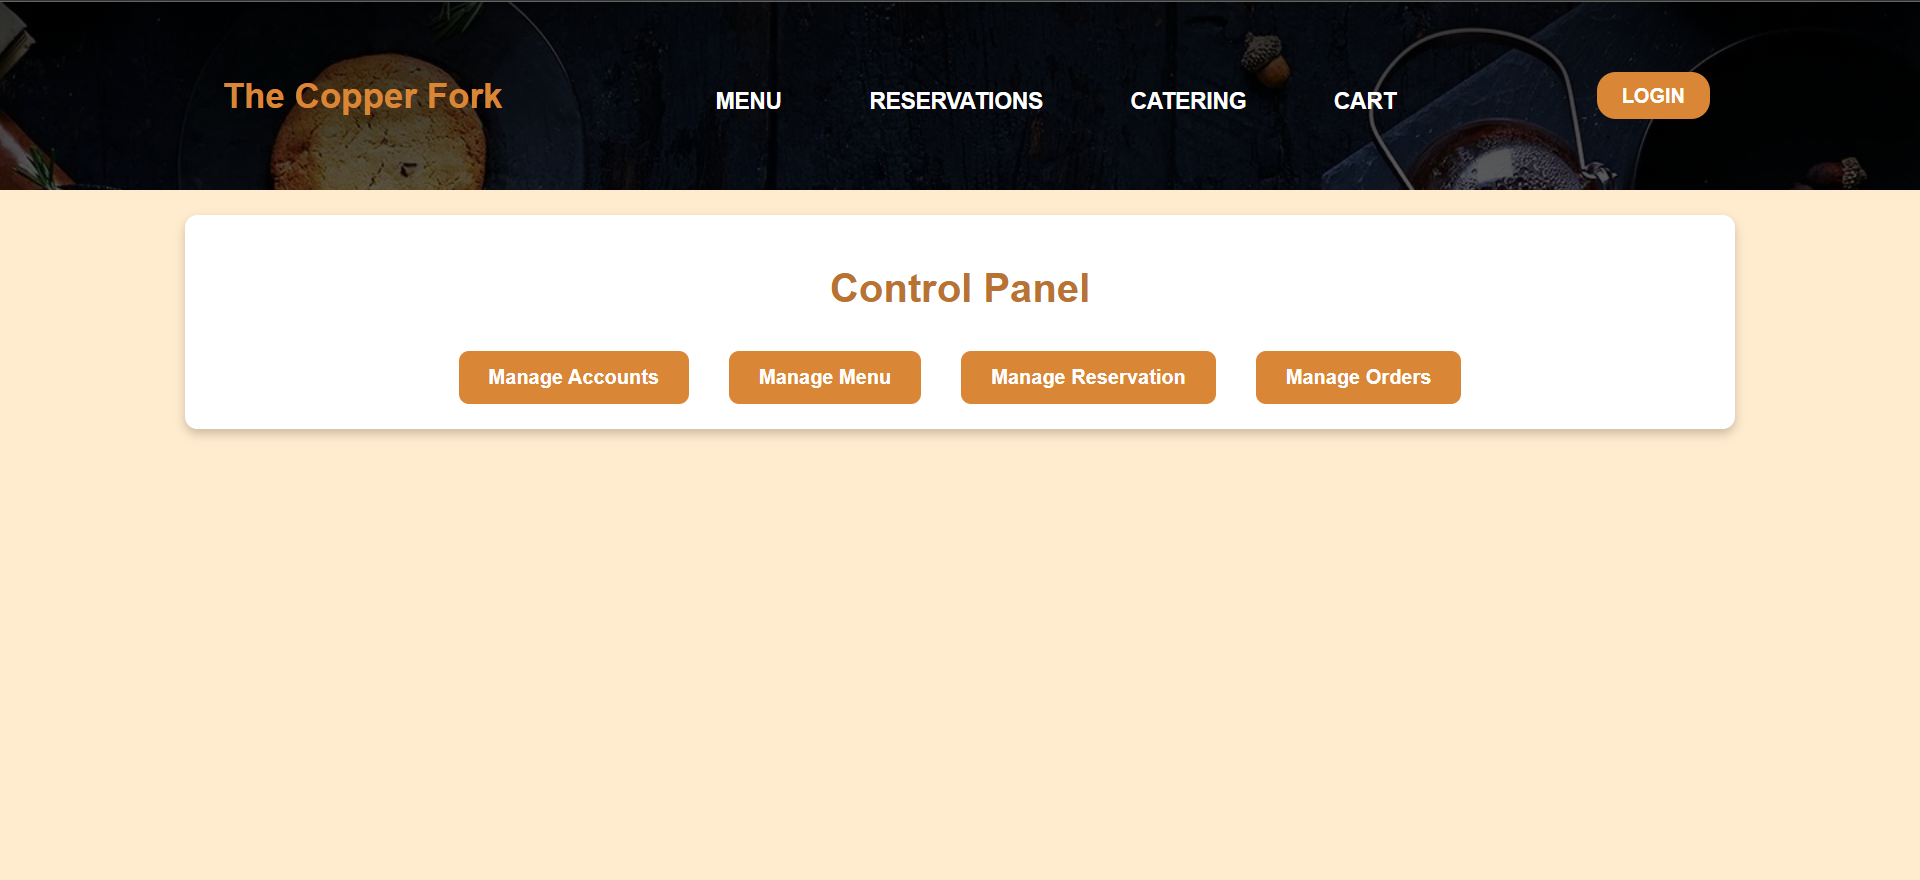 The Copper Fork MENU RESERVATIONS CATERING CART LOGIN
Control Panel
Manage Accounts Manage Menu Manage Reservation Manage Orders